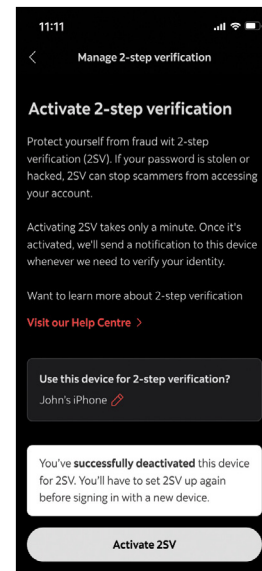 11:11
Manage 2-step verification
Activate 2-step verification
Protect yourself from fraud wit 2-step
verification (2SV). If your password is stolen or
hacked, 2SV can stop scammers from accessing
your account.
Activating 2SV takes only a minute. Once it's
activated, we'll send a notification to this device
whenever we need to verify your identity.
Want to learn more about 2-step verification
Visit our Help Centre >
Use this device for 2-step verification?
John's iPhone
You've successfully deactivated this device
for 2SV. You'll have to set 2SV up again
before signing in with a new device.
Activate 2SV